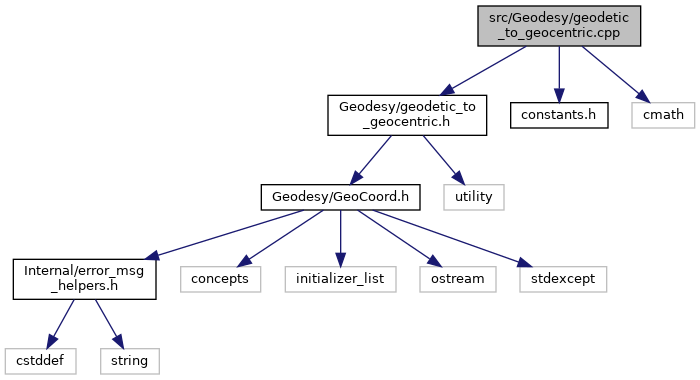 src/Geodesy/geodetic
_to_geocentric.cpp
Geodesy/geodetic_to
_geocentric.h
constants.h
cmath
Geodesy/GeoCoord.h
utility
Internal/error_msg
_helpers.h
concepts
initializer_list
ostream
stdexcept
cstddef
string